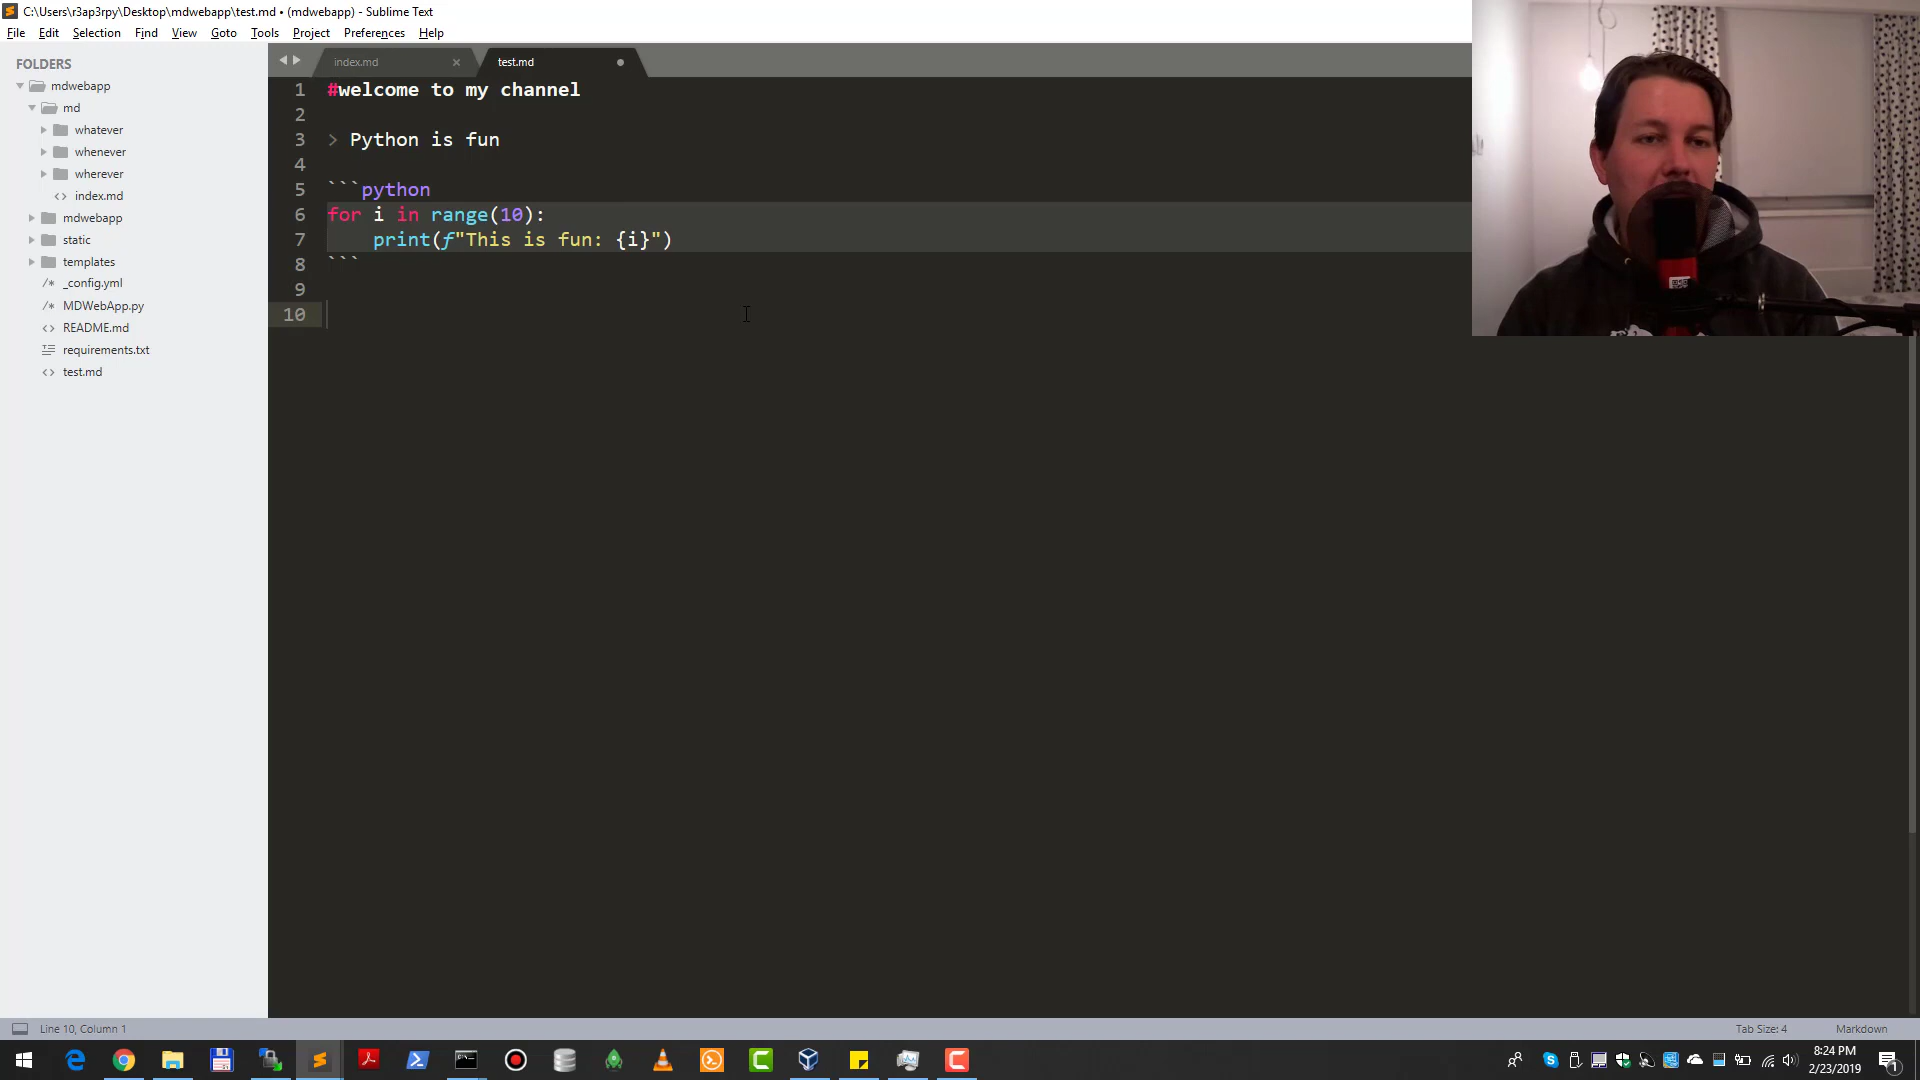 C:\Users\r3ap3rpy\Desktop\mdwebapp\test.md • (mdwebapp) - Sublime Text
File Edit Selection Find View Goto Tools Project Preferences Help
FOLDERS
mdwebapp
md
whatever
whenever
wherever
index.md
mdwebapp
static
templates
_config.yml
MDWebApp.py
README.md
requirements.txt
test.md
index.md
test.md
1 #welcome to my channel
2
3 > Python is fun
4
5 ```python
6 for i in range(10):
7     print(f"This is fun: {i}")
8 ```
9
10
Line 10, Column 1
Tab Size: 4
Markdown
8:24 PM
2/23/2019
1